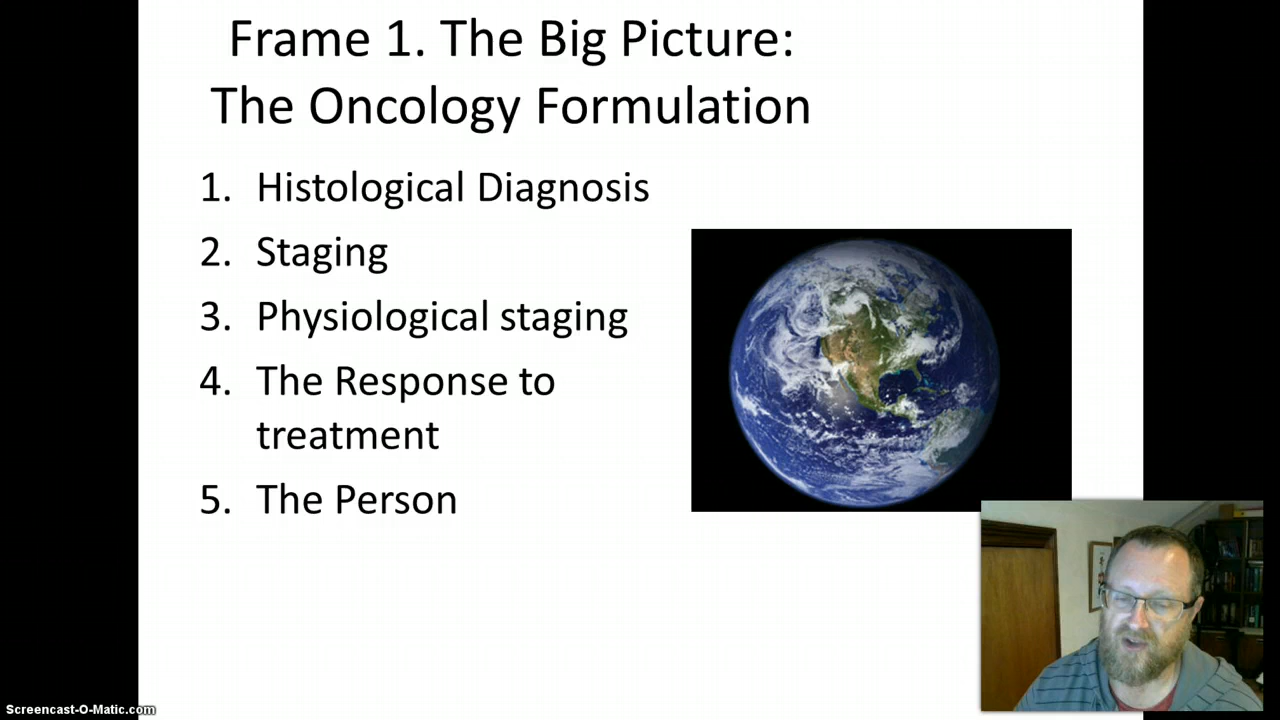 Frame 1. The Big Picture:
The Oncology Formulation
1. Histological Diagnosis
2. Staging
3. Physiological staging
4. The Response to
treatment
5. The Person
Screencast-O-Matic.com